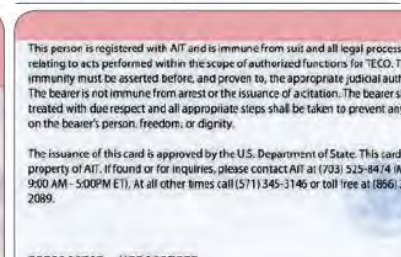 This person is registered with AIT and is immune from suit and all legal process
relating to acts performed within the scope of authorized functions for TECO. T
immunity must be asserted before, and proven to, the appropriate judicial auth
The bearer is not immune from arrest or the issuance of a citation. The bearer s
treated with due respect and all appropriate steps shall be taken to prevent any
on the bearer's person, freedom, or dignity.
The issuance of this card is approved by the U.S. Department of State. This card
property of AIT. If found or for inquiries, please contact AIT at (703) 525-8474 (M
9:00 AM - 5:00PM ET). At all other times call (571) 345-3146 or toll free at (866)
2089.